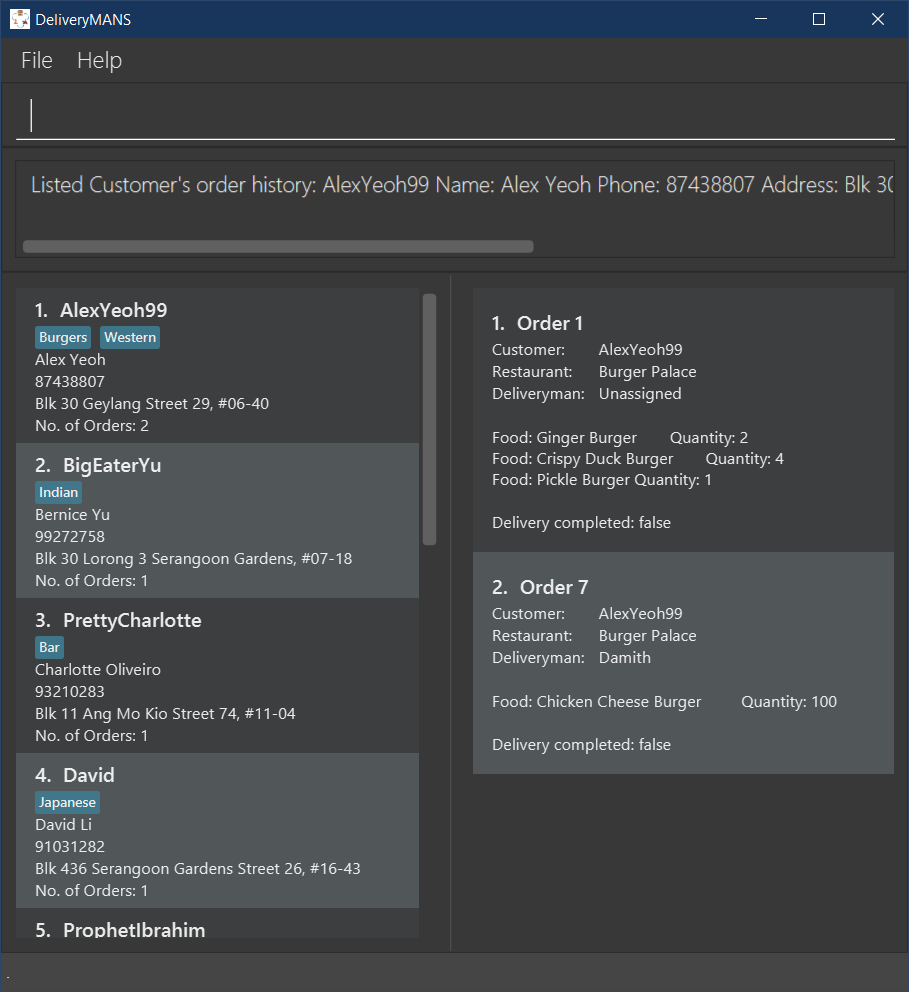 DeliveryMANS
File Help
Listed Customer's order history: AlexYeoh99 Name: Alex Yeoh Phone: 87438807 Address: Blk 30
1. AlexYeoh99
Burgers Western
Alex Yeoh
87438807
Blk 30 Geylang Street 29, #06-40
No. of Orders: 2
2. BigEaterYu
Indian
Bernice Yu
99272758
Blk 30 Lorong 3 Serangoon Gardens, #07-18
No. of Orders: 1
3. PrettyCharlotte
Bar
Charlotte Oliveiro
93210283
Blk 11 Ang Mo Kio Street 74, #11-04
No. of Orders: 1
4. David
Japanese
David Li
91031282
Blk 436 Serangoon Gardens Street 26, #16-43
No. of Orders: 1
5. ProphetIbrahim
1. Order 1
Customer: AlexYeoh99
Restaurant: Burger Palace
Deliveryman: Unassigned
Food: Ginger Burger Quantity: 2
Food: Crispy Duck Burger Quantity: 4
Food: Pickle Burger Quantity: 1
Delivery completed: false
2. Order 7
Customer: AlexYeoh99
Restaurant: Burger Palace
Deliveryman: Damith
Food: Chicken Cheese Burger Quantity: 100
Delivery completed: false
.